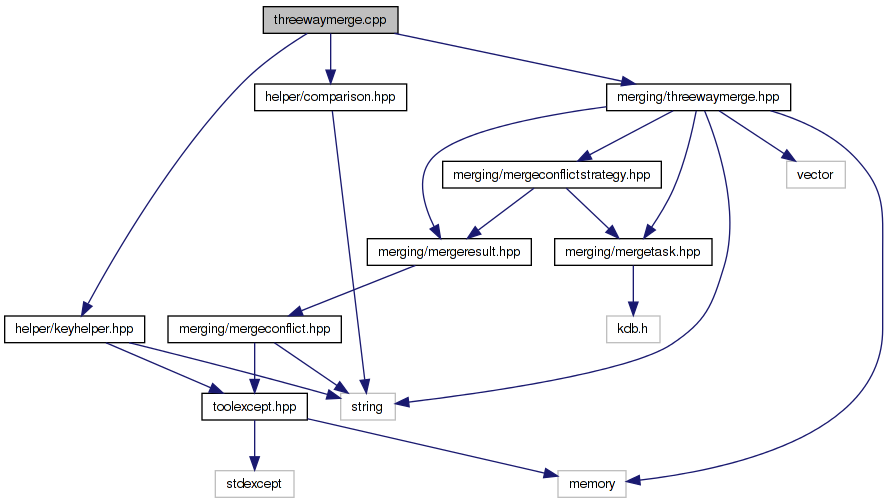 threewaymerge.cpp
helper/comparison.hpp
merging/threewaymerge.hpp
merging/mergeconflictstrategy.hpp
vector
merging/mergeresult.hpp
merging/mergetask.hpp
helper/keyhelper.hpp
merging/mergeconflict.hpp
kdb.h
toolexcept.hpp
string
stdexcept
memory